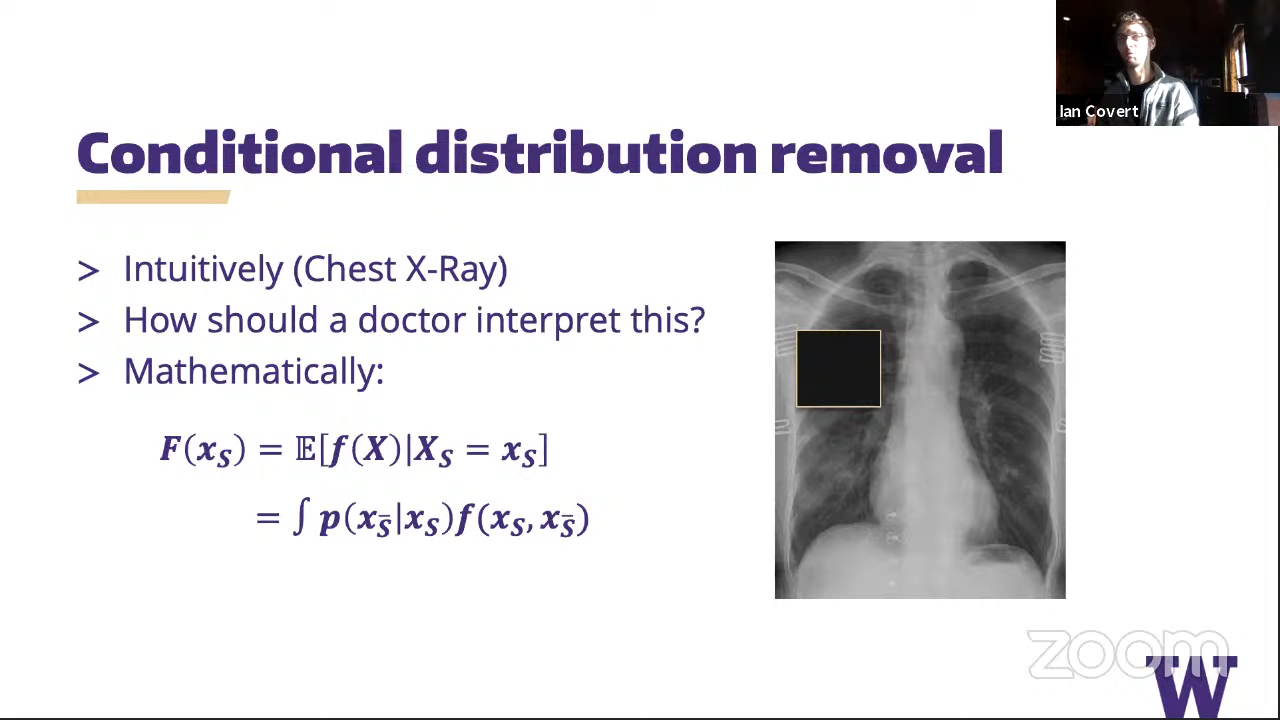 Ian Covert
Conditional distribution removal
> Intuitively (Chest X-Ray)
> How should a doctor interpret this?
> Mathematically:
F(x_S) = 𝔼[f(X)|X_S = x_S]
= ∫ p(x_S̄|x_S)f(x_S, x_S̄)
zoom
W